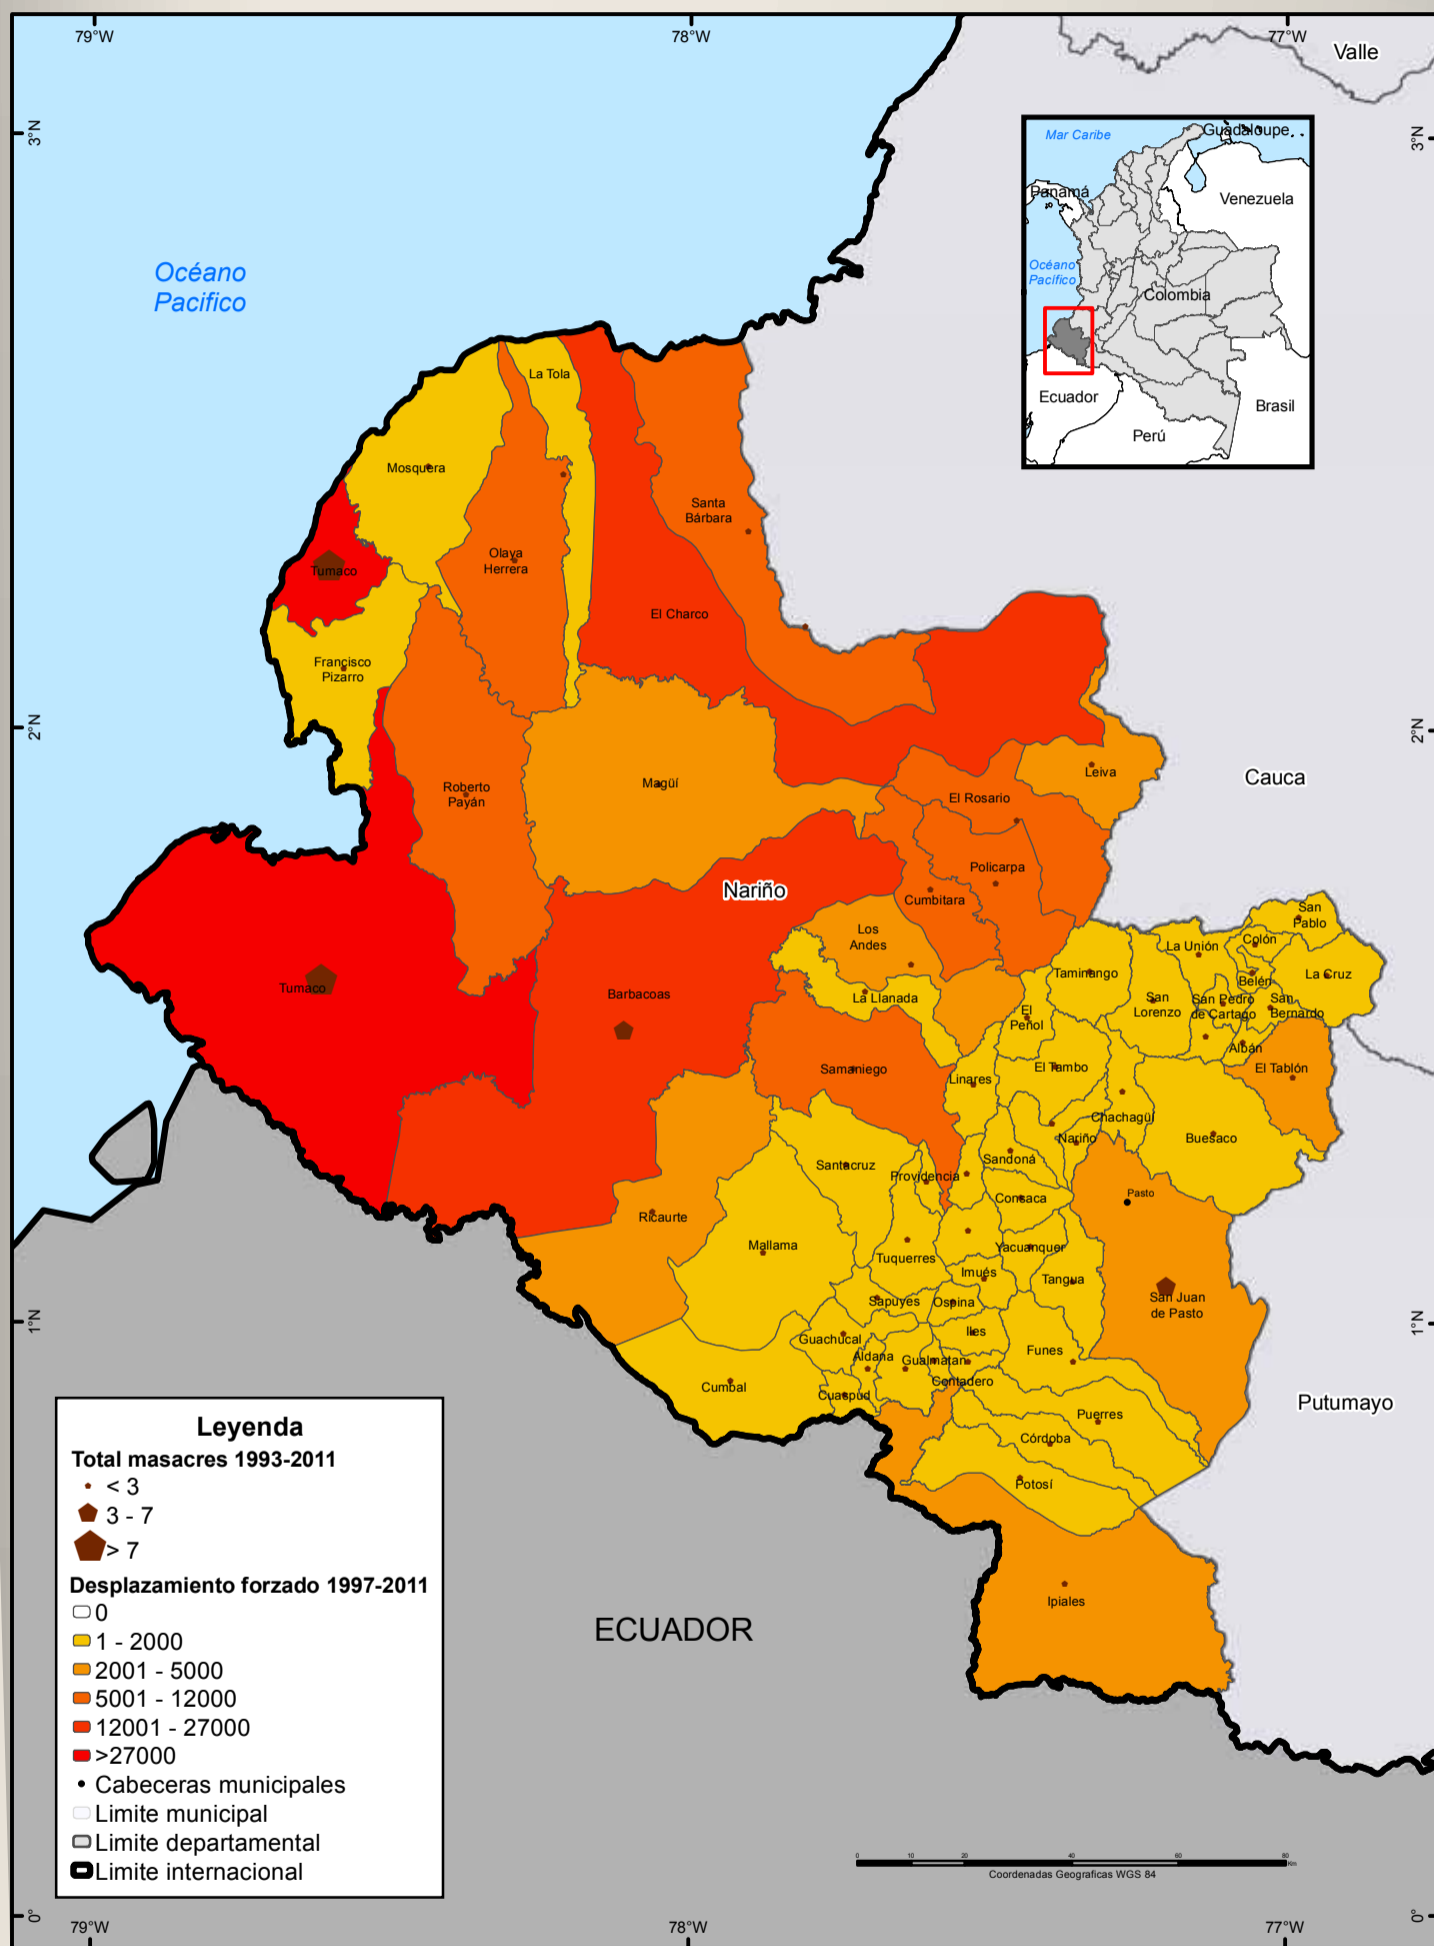 79°W
78°W
77°W
Valle
3°N
3°N
Mar Caribe
Guadaloupe
Panamá
Venezuela
Océano
Pacífico
Colombia
Ecuador
Brasil
Perú
Océano
Pacifico
La Tola
Mosquera
Santa
Bárbara
Olaya
Herrera
Tumaco
El Charco
Francisco
Pizarro
2°N
2°N
Leiva
Cauca
Magüí
Roberto
Payán
El Rosario
Policarpa
Nariño
Cumbitara
San
Pablo
Los
Andes
La Unión
Colón
Tumaco
Barbacoas
La Llanada
Taminango
Belén
La Cruz
San
Lorenzo
San Pedro
de Cartago
San
Bernardo
El
Peñol
Albán
Samaniego
Linares
El Tambo
El Tablón
Chachagüí
Nariño
Buesaco
Santacruz
Sandoná
Providencia
Consaca
Pasto
Ricaurte
Mallama
Yacuanquer
Tuquerres
Imués
Tangua
San Juan
de Pasto
Sapuyes
Ospina
1°N
1°N
Guachucal
Iles
Funes
Aldana
Gualmatan
Contadero
Cumbal
Cuaspud
Putumayo
Puerres
Córdoba
Potosí
Ipiales
ECUADOR
Leyenda
Total masacres 1993-2011
< 3
3 - 7
> 7
Desplazamiento forzado 1997-2011
0
1 - 2000
2001 - 5000
5001 - 12000
12001 - 27000
>27000
Cabeceras municipales
Limite municipal
Limite departamental
Limite internacional
0 10 20 40 60 80
Km
Coordenadas Geograficas WGS 84
0°
0°
79°W
78°W
77°W